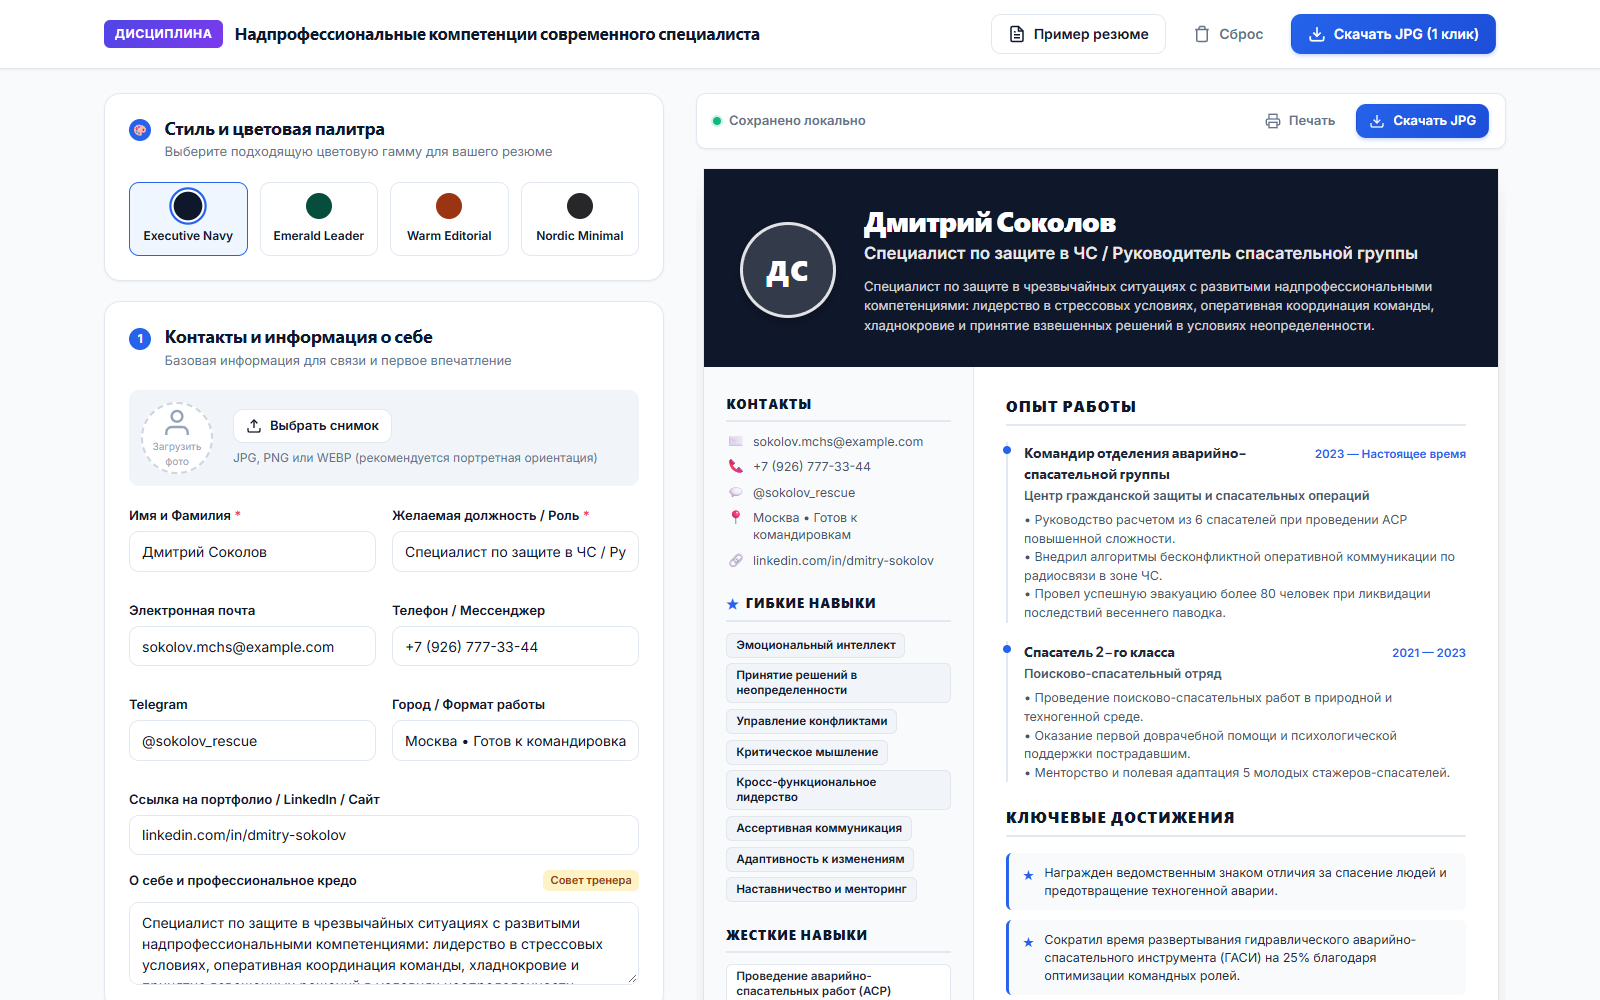 ДИСЦИПЛИНА
Надпрофессиональные компетенции современного специалиста
Пример резюме
Сброс
Скачать JPG (1 клик)
Стиль и цветовая палитра
Выберите подходящую цветовую гамму для вашего резюме
Executive Navy
Emerald Leader
Warm Editorial
Nordic Minimal
1
Контакты и информация о себе
Базовая информация для связи и первое впечатление
Загрузить
фото
Выбрать снимок
JPG, PNG или WEBP (рекомендуется портретная ориентация)
Имя и Фамилия *
Желаемая должность / Роль *
Дмитрий Соколов
Специалист по защите в ЧС / Ру
Электронная почта
Телефон / Мессенджер
sokolov.mchs@example.com
+7 (926) 777-33-44
Telegram
Город / Формат работы
@sokolov_rescue
Москва • Готов к командировка
Ссылка на портфолио / LinkedIn / Сайт
linkedin.com/in/dmitry-sokolov
О себе и профессиональное кредо
Совет тренера
Специалист по защите в чрезвычайных ситуациях с развитыми
надпрофессиональными компетенциями: лидерство в стрессовых
условиях, оперативная координация команды, хладнокровие и
Сохранено локально
Печать
Скачать JPG
ДС
Дмитрий Соколов
Специалист по защите в ЧС / Руководитель спасательной группы
Специалист по защите в чрезвычайных ситуациях с развитыми надпрофессиональными
компетенциями: лидерство в стрессовых условиях, оперативная координация команды,
хладнокровие и принятие взвешенных решений в условиях неопределенности.
КОНТАКТЫ
sokolov.mchs@example.com
+7 (926) 777-33-44
@sokolov_rescue
Москва • Готов к
командировкам
linkedin.com/in/dmitry-sokolov
★ ГИБКИЕ НАВЫКИ
Эмоциональный интеллект
Принятие решений в
неопределенности
Управление конфликтами
Критическое мышление
Кросс-функциональное
лидерство
Ассертивная коммуникация
Адаптивность к изменениям
Наставничество и менторинг
ЖЕСТКИЕ НАВЫКИ
Проведение аварийно-
спасательных работ (АСР)
ОПЫТ РАБОТЫ
Командир отделения аварийно-
спасательной группы
2023 — Настоящее время
Центр гражданской защиты и спасательных операций
• Руководство расчетом из 6 спасателей при проведении АСР
повышенной сложности.
• Внедрил алгоритмы бесконфликтной оперативной коммуникации по
радиосвязи в зоне ЧС.
• Провел успешную эвакуацию более 80 человек при ликвидации
последствий весеннего паводка.
Спасатель 2-го класса
2021 — 2023
Поисково-спасательный отряд
• Проведение поисково-спасательных работ в природной и
техногенной среде.
• Оказание первой доврачебной помощи и психологической
поддержки пострадавшим.
• Менторство и полевая адаптация 5 молодых стажеров-спасателей.
КЛЮЧЕВЫЕ ДОСТИЖЕНИЯ
★ Награжден ведомственным знаком отличия за спасение людей и
предотвращение техногенной аварии.
★ Сократил время развертывания гидравлического аварийно-
спасательного инструмента (ГАСИ) на 25% благодаря
оптимизации командных ролей.